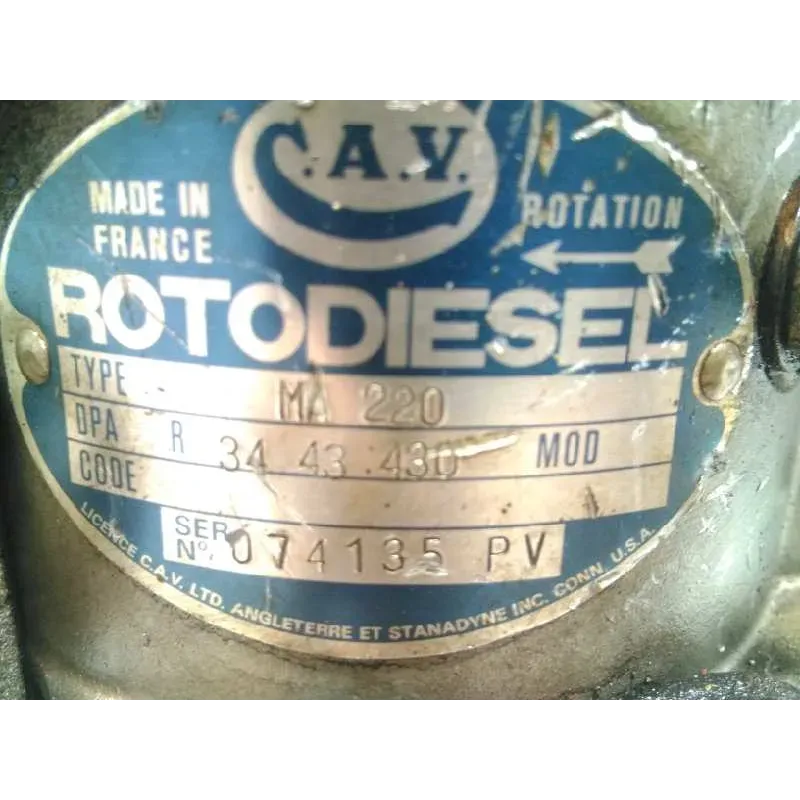 C.A.V.
MADE IN FRANCE
ROTATION
ROTODIESEL
TYPE MA 220
DPA R 34 43 430 MOD
CODE
SER. No. 074135 PV
LICENCE C.A.V. LTD. ANGLETERRE ET STANADYNE INC. CONN. U.S.A.